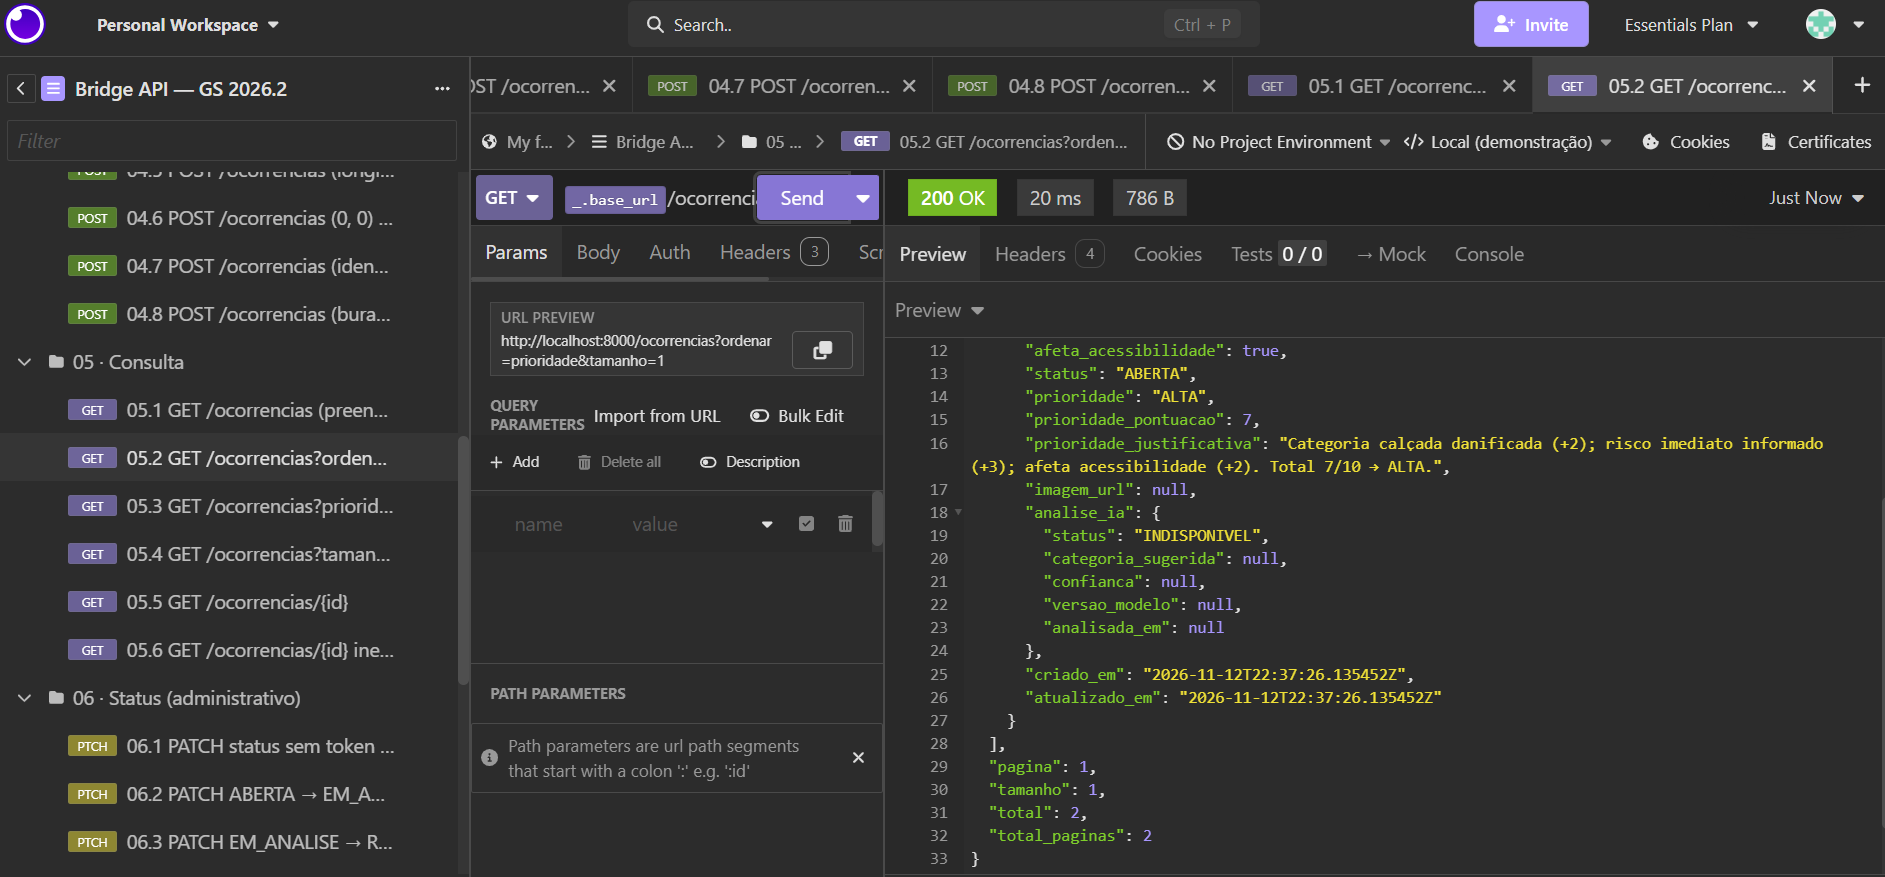 Personal Workspace
Search..
Ctrl + P
Invite
Essentials Plan
Bridge API — GS 2026.2
OST /ocorren...
POST 04.7 POST /ocorren...
POST 04.8 POST /ocorren...
GET 05.1 GET /ocorrenc...
GET 05.2 GET /ocorrenc...
Filter
My f...
Bridge A...
05 ...
GET 05.2 GET /ocorrencias?orden...
No Project Environment
Local (demonstração)
Cookies
Certificates
POST 04.5 POST /ocorrencias (longi...
POST 04.6 POST /ocorrencias (0, 0) ...
POST 04.7 POST /ocorrencias (iden...
POST 04.8 POST /ocorrencias (bura...
05 · Consulta
GET 05.1 GET /ocorrencias (preen...
GET 05.2 GET /ocorrencias?orden...
GET 05.3 GET /ocorrencias?priorid...
GET 05.4 GET /ocorrencias?taman...
GET 05.5 GET /ocorrencias/{id}
GET 05.6 GET /ocorrencias/{id} ine...
06 · Status (administrativo)
PTCH 06.1 PATCH status sem token ...
PTCH 06.2 PATCH ABERTA → EM_A...
PTCH 06.3 PATCH EM_ANALISE → R...
GET
_.base_url /ocorrenci
Send
Params
Body
Auth
Headers 3
Scr
URL PREVIEW
http://localhost:8000/ocorrencias?ordenar
=prioridade&tamanho=1
QUERY
PARAMETERS
Import from URL
Bulk Edit
Add
Delete all
Description
name
value
PATH PARAMETERS
Path parameters are url path segments
that start with a colon ':' e.g. ':id'
200 OK
20 ms
786 B
Just Now
Preview
Headers 4
Cookies
Tests 0 / 0
→ Mock
Console
Preview
12 "afeta_acessibilidade": true,
13 "status": "ABERTA",
14 "prioridade": "ALTA",
15 "prioridade_pontuacao": 7,
16 "prioridade_justificativa": "Categoria calçada danificada (+2); risco imediato informado
(+3); afeta acessibilidade (+2). Total 7/10 → ALTA.",
17 "imagem_url": null,
18 "analise_ia": {
19 "status": "INDISPONIVEL",
20 "categoria_sugerida": null,
21 "confianca": null,
22 "versao_modelo": null,
23 "analisada_em": null
24 },
25 "criado_em": "2026-11-12T22:37:26.135452Z",
26 "atualizado_em": "2026-11-12T22:37:26.135452Z"
27 }
28 ],
29 "pagina": 1,
30 "tamanho": 1,
31 "total": 2,
32 "total_paginas": 2
33 }